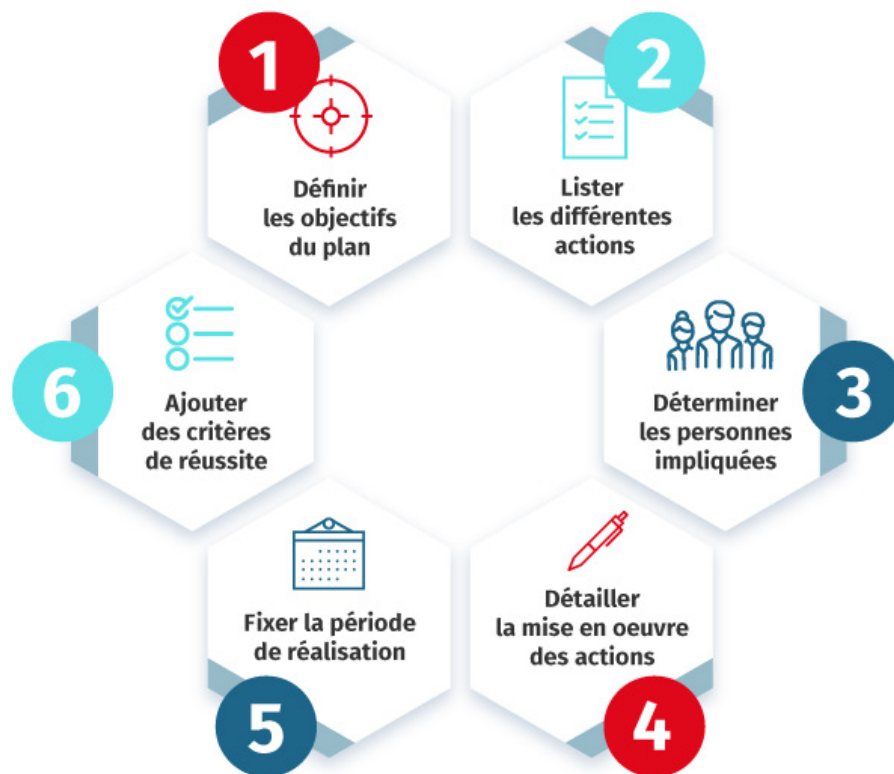 1
Définir
les objectifs
du plan
2
Lister
les différentes
actions
3
Déterminer
les personnes
impliquées
4
Détailler
la mise en oeuvre
des actions
5
Fixer la période
de réalisation
6
Ajouter
des critères
de réussite